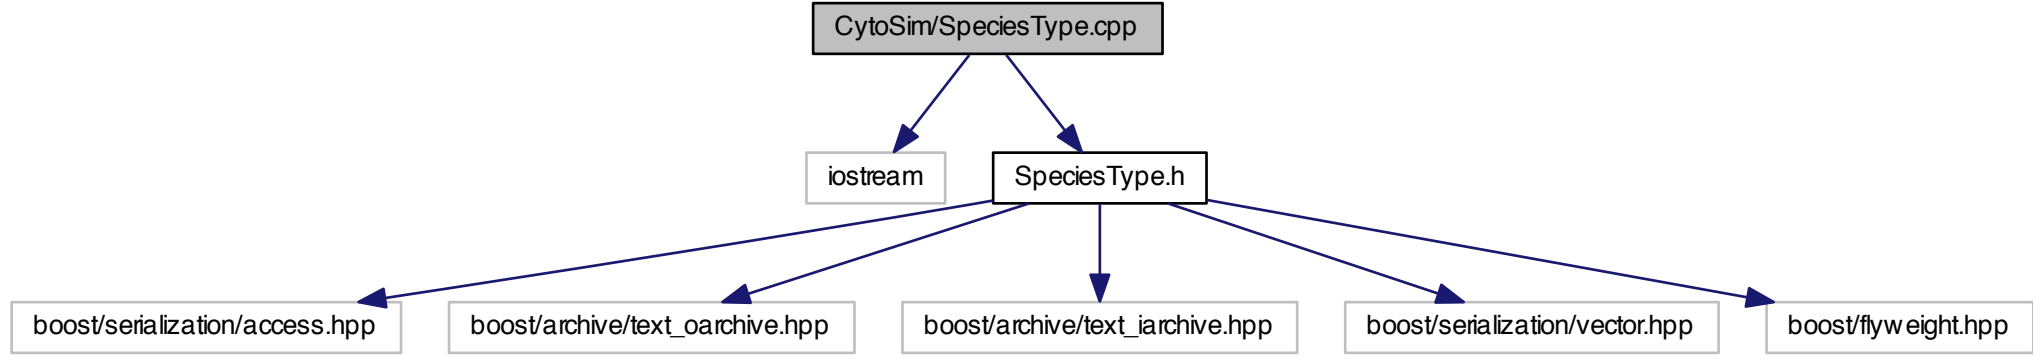 CytoSim/SpeciesType.cpp
iostream
SpeciesType.h
boost/serialization/access.hpp
boost/archive/text_oarchive.hpp
boost/archive/text_iarchive.hpp
boost/serialization/vector.hpp
boost/flyweight.hpp